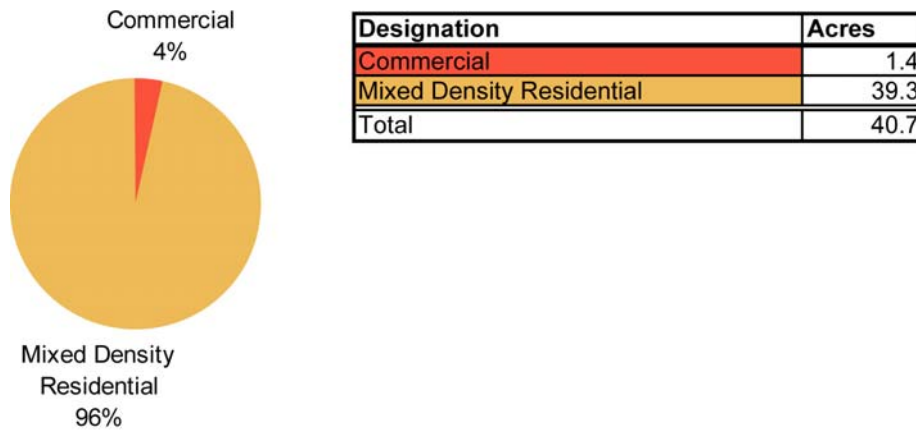 Commercial
4%
Mixed Density
Residential
96%
Designation Acres
Commercial 1.4
Mixed Density Residential 39.3
Total 40.7